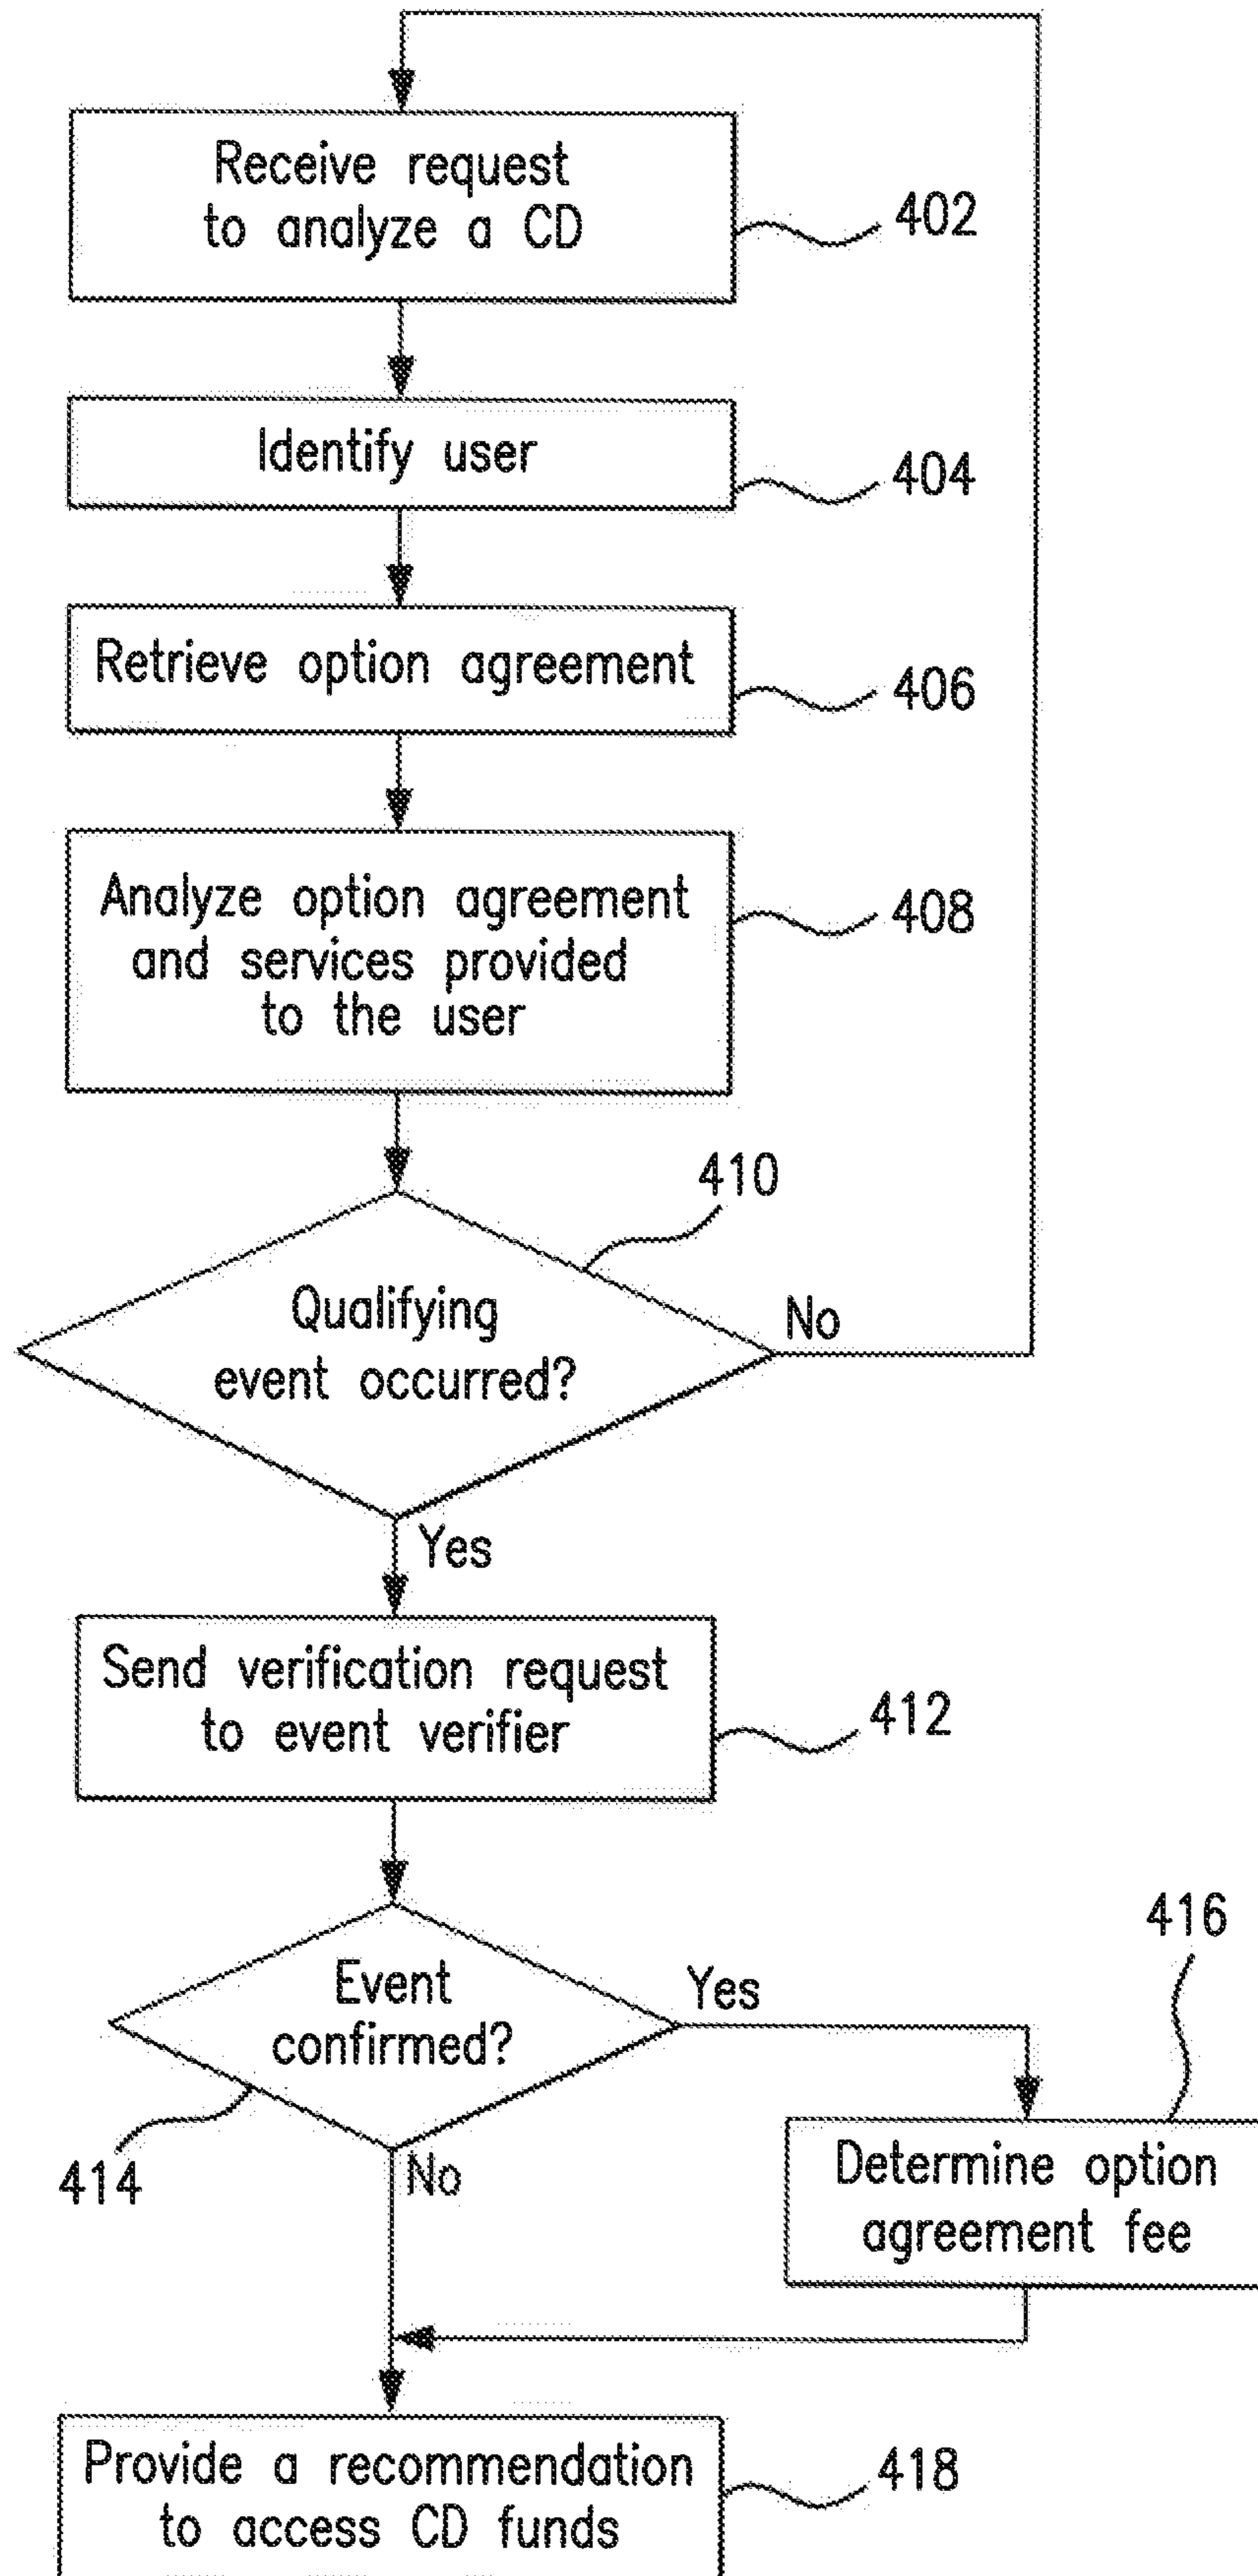 Receive request
to analyze a CD
402
Identify user
404
Retrieve option agreement
406
Analyze option agreement
and services provided
to the user
408
410
Qualifying
event occurred?
No
Yes
Send verification request
to event verifier
412
Event
confirmed?
Yes
416
414
No
Determine option
agreement fee
Provide a recommendation
to access CD funds
418